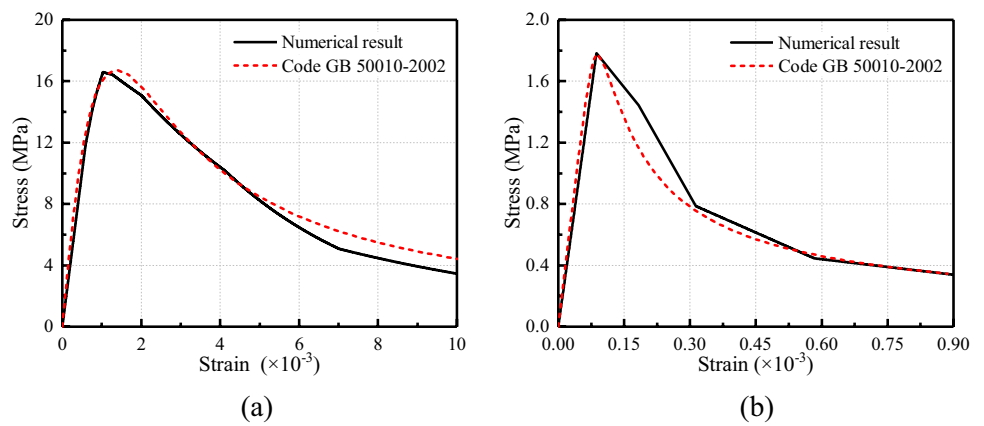 20
16
12
8
4
0
Stress (MPa)
Numerical result
Code GB 50010-2002
0 2 4 6 8 10
Strain (×10⁻³)
(a)
2.0
1.6
1.2
0.8
0.4
0.0
Stress (MPa)
Numerical result
Code GB 50010-2002
0.00 0.15 0.30 0.45 0.60 0.75 0.90
Strain (×10⁻³)
(b)